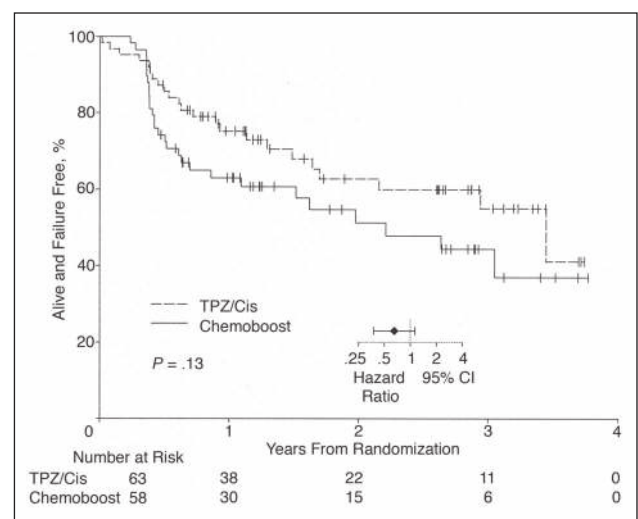 100
80
60
40
20
Alive and Failure Free, %
TPZ/Cis
Chemoboost
P = .13
.25 .5 1 2 4
Hazard Ratio
95% CI
0 1 2 3 4
Years From Randomization
Number at Risk
TPZ/Cis 63 38 22 11 0
Chemoboost 58 30 15 6 0